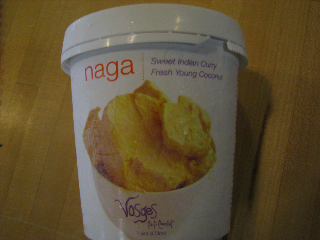 naga
Sweet Indian Curry
Fresh Young Coconut
Vosges